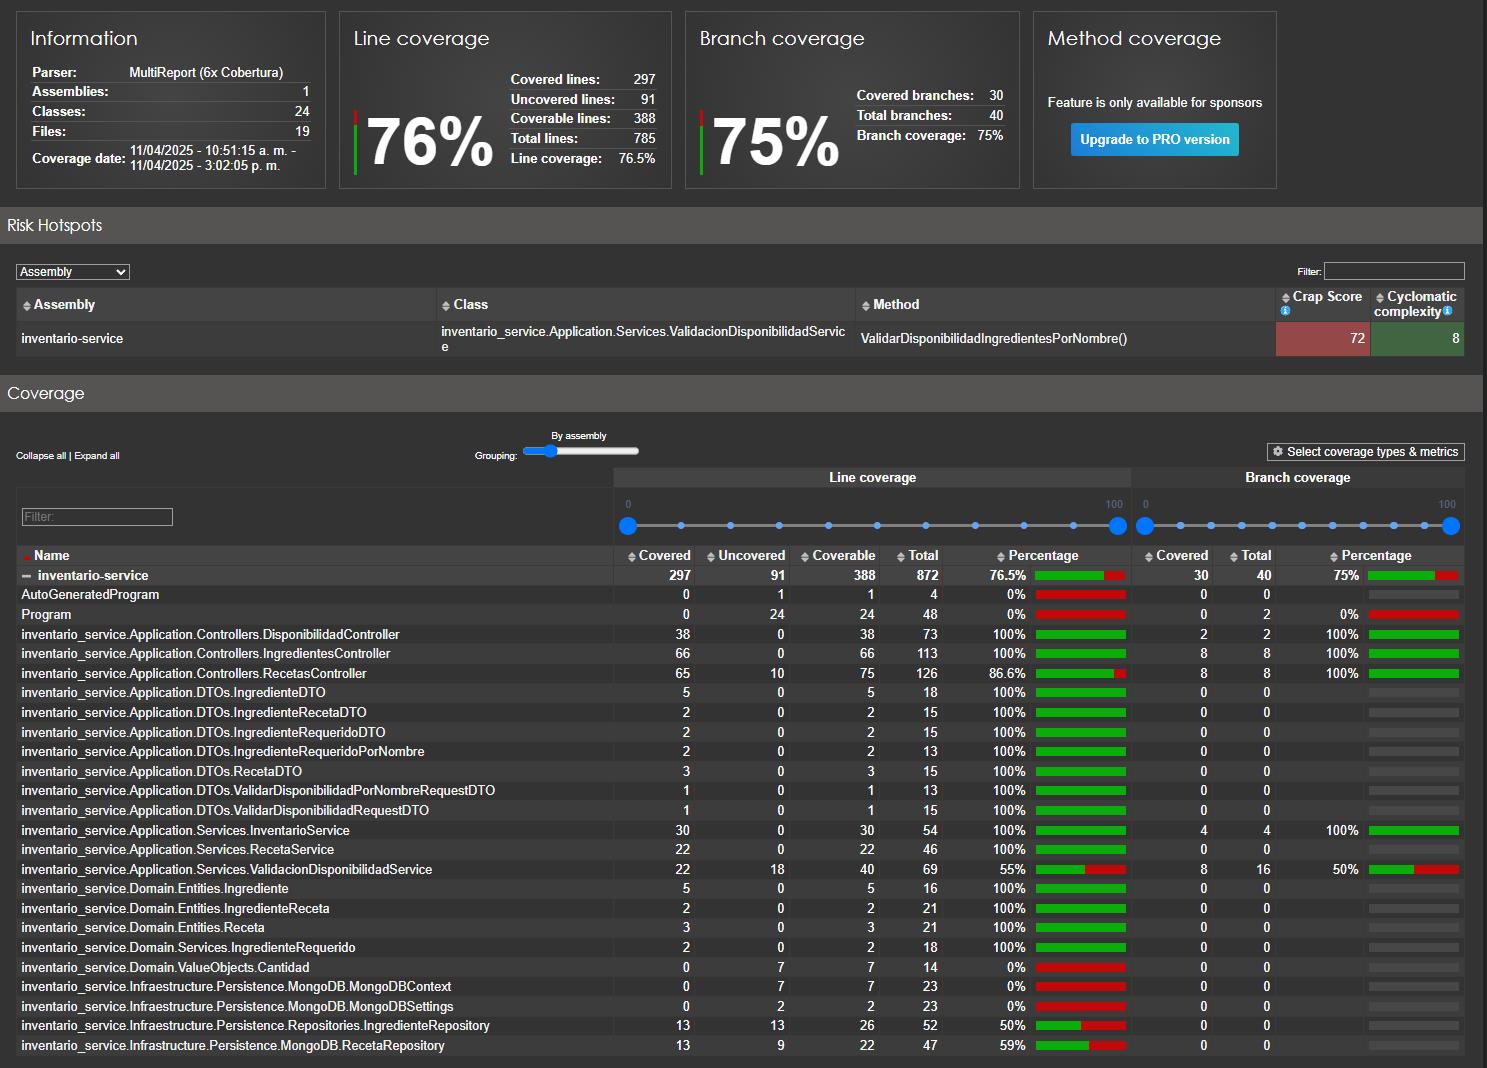 Information
Parser: MultiReport (6x Cobertura)
Assemblies: 1
Classes: 24
Files: 19
Coverage date: 11/04/2025 - 10:51:15 a. m. -
11/04/2025 - 3:02:05 p. m.
Line coverage
76%
Covered lines: 297
Uncovered lines: 91
Coverable lines: 388
Total lines: 785
Line coverage: 76.5%
Branch coverage
75%
Covered branches: 30
Total branches: 40
Branch coverage: 75%
Method coverage
Feature is only available for sponsors
Upgrade to PRO version
Risk Hotspots
Assembly
Filter:
Assembly Class Method Crap Score Cyclomatic
complexity
inventario-service inventario_service.Application.Services.ValidacionDisponibilidadServic
e ValidarDisponibilidadIngredientesPorNombre() 72 8
Coverage
Collapse all | Expand all
By assembly
Grouping:
Select coverage types & metrics
Line coverage Branch coverage
Filter:
0 100 0 100
Name Covered Uncovered Coverable Total Percentage Covered Total Percentage
inventario-service 297 91 388 872 76.5% 30 40 75%
AutoGeneratedProgram 0 1 1 4 0% 0 0
Program 0 24 24 48 0% 0 2 0%
inventario_service.Application.Controllers.DisponibilidadController 38 0 38 73 100% 2 2 100%
inventario_service.Application.Controllers.IngredientesController 66 0 66 113 100% 8 8 100%
inventario_service.Application.Controllers.RecetasController 65 10 75 126 86.6% 8 8 100%
inventario_service.Application.DTOs.IngredienteDTO 5 0 5 18 100% 0 0
inventario_service.Application.DTOs.IngredienteRecetaDTO 2 0 2 15 100% 0 0
inventario_service.Application.DTOs.IngredienteRequeridoDTO 2 0 2 15 100% 0 0
inventario_service.Application.DTOs.IngredienteRequeridoPorNombre 2 0 2 13 100% 0 0
inventario_service.Application.DTOs.RecetaDTO 3 0 3 15 100% 0 0
inventario_service.Application.DTOs.ValidarDisponibilidadPorNombreRequestDTO 1 0 1 13 100% 0 0
inventario_service.Application.DTOs.ValidarDisponibilidadRequestDTO 1 0 1 15 100% 0 0
inventario_service.Application.Services.InventarioService 30 0 30 54 100% 4 4 100%
inventario_service.Application.Services.RecetaService 22 0 22 46 100% 0 0
inventario_service.Application.Services.ValidacionDisponibilidadService 22 18 40 69 55% 8 16 50%
inventario_service.Domain.Entities.Ingrediente 5 0 5 16 100% 0 0
inventario_service.Domain.Entities.IngredienteReceta 2 0 2 21 100% 0 0
inventario_service.Domain.Entities.Receta 3 0 3 21 100% 0 0
inventario_service.Domain.Services.IngredienteRequerido 2 0 2 18 100% 0 0
inventario_service.Domain.ValueObjects.Cantidad 0 7 7 14 0% 0 0
inventario_service.Infraestructure.Persistence.MongoDB.MongoDBContext 0 7 7 23 0% 0 0
inventario_service.Infraestructure.Persistence.MongoDB.MongoDBSettings 0 2 2 23 0% 0 0
inventario_service.Infraestructure.Persistence.Repositories.IngredienteRepository 13 13 26 52 50% 0 0
inventario_service.Infrastructure.Persistence.MongoDB.RecetaRepository 13 9 22 47 59% 0 0